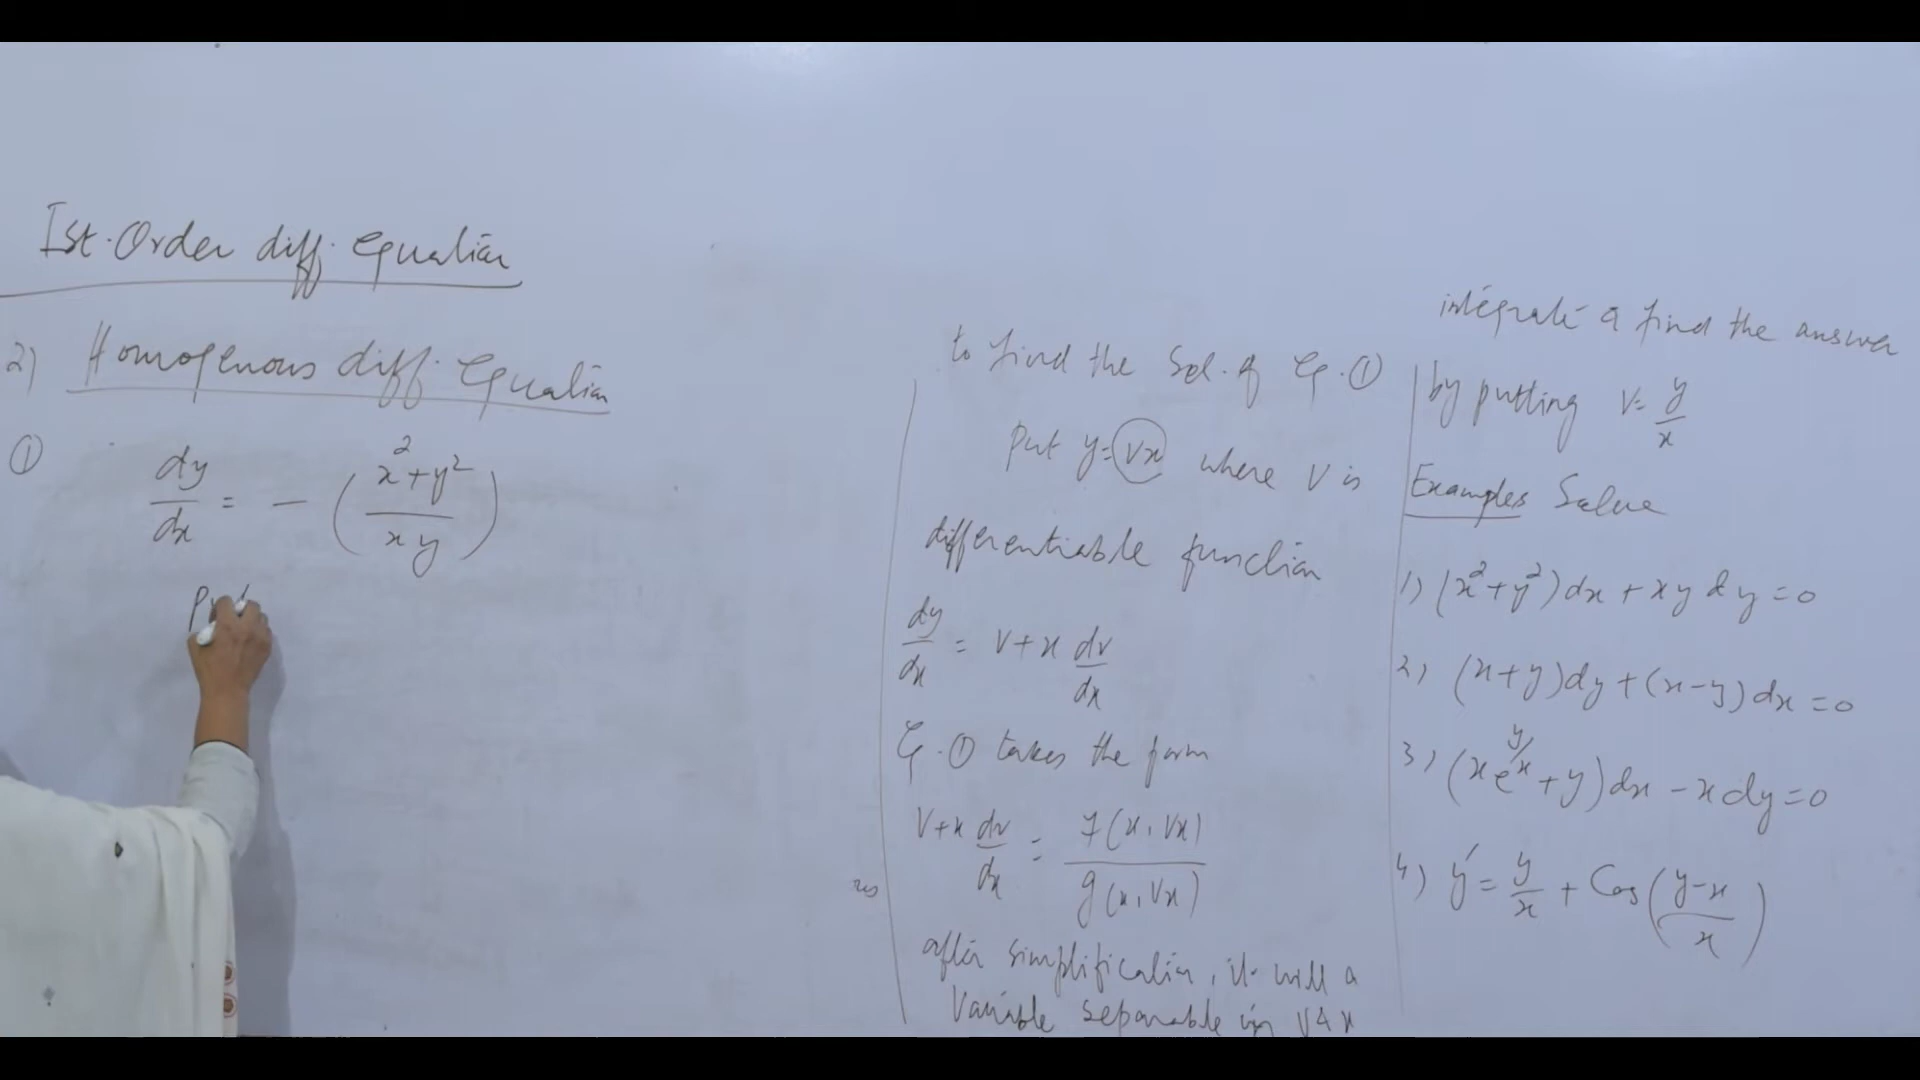 Ist. Order diff. Equation
2) Homogenous diff. Equation
① dy/dx = - (x²+y²/xy)
Put
to find the Sol. of Eq. ①
Put y=vx where V is
differentiable function
dy/dx = V+x dv/dx
Eq. ① takes the form
V+x dv/dx = f(x, Vx)/g(x, Vx)
after simplification, it will a
Variable separable in V & x
integrate & find the answer
by putting V= y/x
Examples Solve
1) (x²+y²)dx + xy dy = 0
2) (x+y)dy + (x-y)dx = 0
3) (x e^(y/x) + y)dx - x dy = 0
4) y' = y/x + Cos(y-x/x)